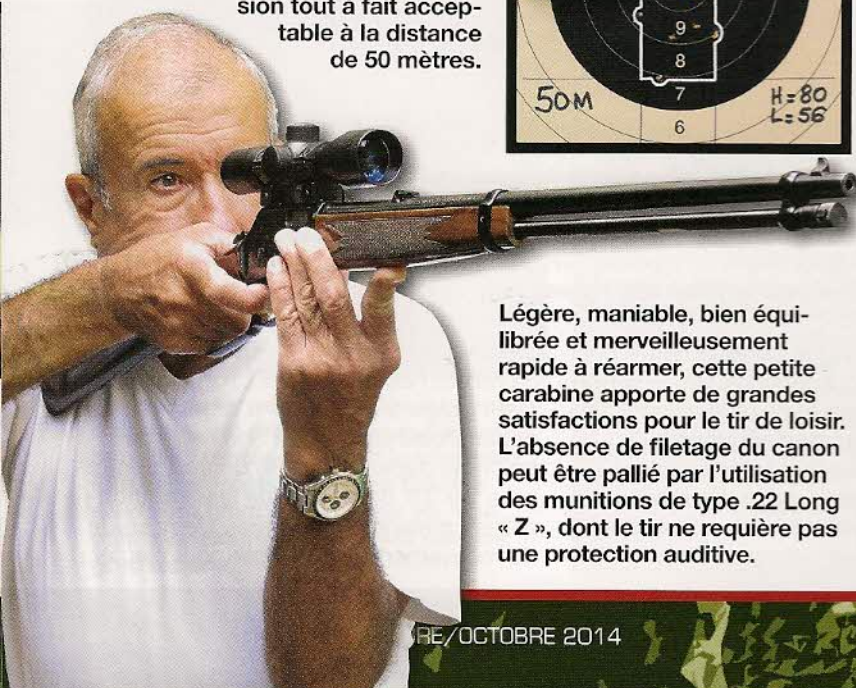 sion tout à fait accep-
table à la distance
de 50 mètres.
9
8
7
6
50M
H=80
L=56
Légère, maniable, bien équi-
librée et merveilleusement
rapide à réarmer, cette petite
carabine apporte de grandes
satisfactions pour le tir de loisir.
L'absence de filetage du canon
peut être pallié par l'utilisation
des munitions de type .22 Long
« Z », dont le tir ne requière pas
une protection auditive.
RE/OCTOBRE 2014